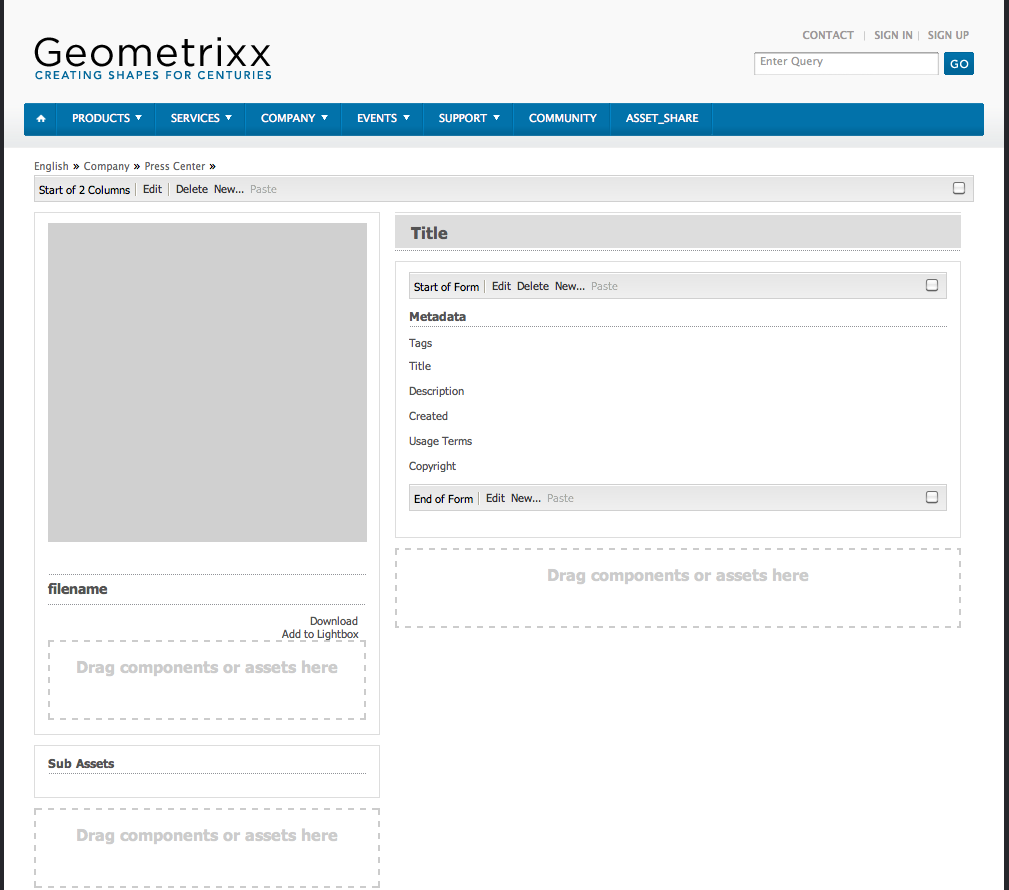 Geometrixx
CREATING SHAPES FOR CENTURIES
CONTACT | SIGN IN | SIGN UP
Enter Query
GO
PRODUCTS ▼ SERVICES ▼ COMPANY ▼ EVENTS ▼ SUPPORT ▼ COMMUNITY ASSET_SHARE
English » Company » Press Center »
Start of 2 Columns | Edit | Delete New... Paste
filename
Download
Add to Lightbox
Drag components or assets here
Sub Assets
Drag components or assets here
Title
Start of Form | Edit Delete New... Paste
Metadata
Tags
Title
Description
Created
Usage Terms
Copyright
End of Form | Edit New... Paste
Drag components or assets here